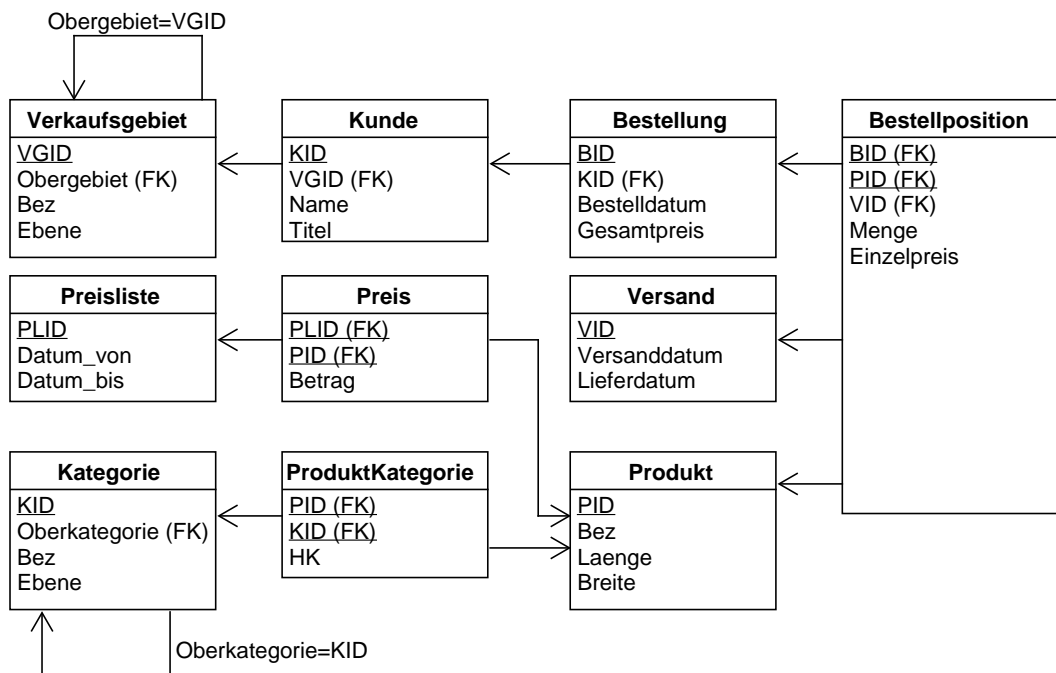 Obergebiet=VGID
Verkaufsgebiet
VGID
Obergebiet (FK)
Bez
Ebene
Kunde
KID
VGID (FK)
Name
Titel
Bestellung
BID
KID (FK)
Bestelldatum
Gesamtpreis
Bestellposition
BID (FK)
PID (FK)
VID (FK)
Menge
Einzelpreis
Preisliste
PLID
Datum_von
Datum_bis
Preis
PLID (FK)
PID (FK)
Betrag
Versand
VID
Versanddatum
Lieferdatum
Kategorie
KID
Oberkategorie (FK)
Bez
Ebene
ProduktKategorie
PID (FK)
KID (FK)
HK
Produkt
PID
Bez
Laenge
Breite
Oberkategorie=KID